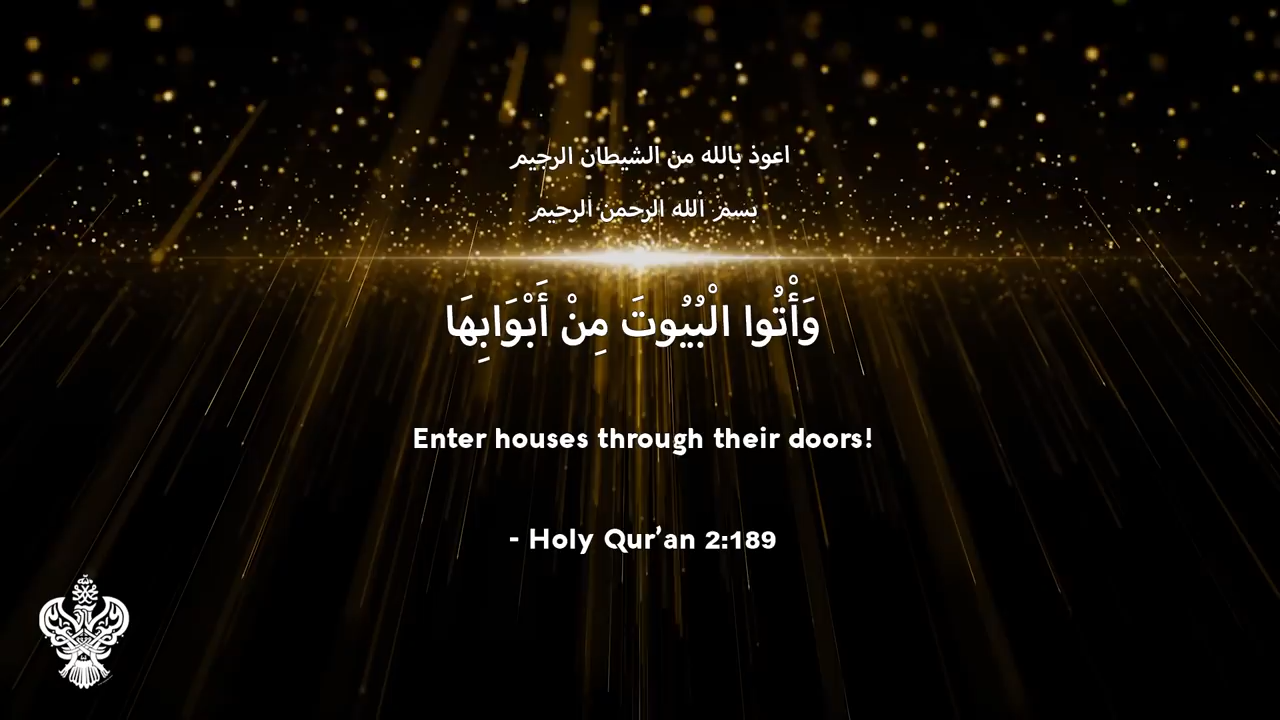 اعوذ بالله من الشيطان الرجيم
بسم الله الرحمن الرحيم
وَأْتُوا الْبُيُوتَ مِنْ أَبْوَابِهَا
Enter houses through their doors!
- Holy Qur'an 2:189